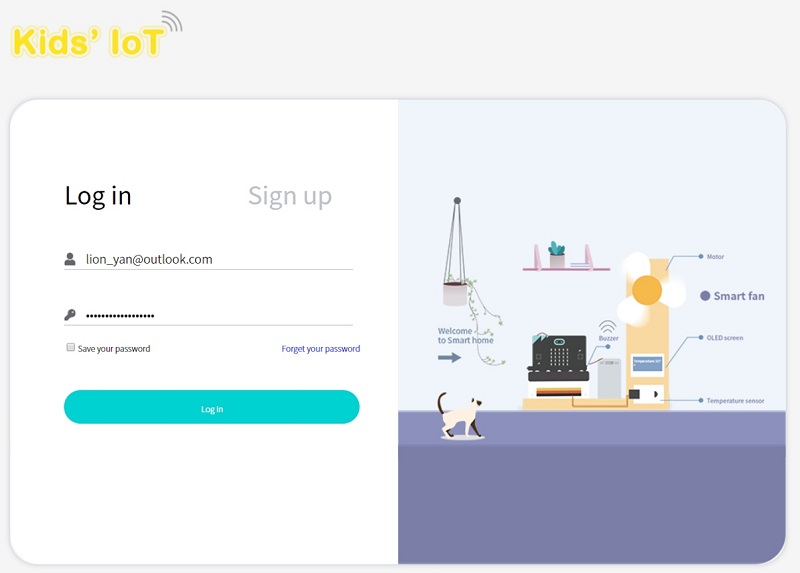 Kids' IoT
Log in
Sign up
lion_yan@outlook.com
••••••••••••••••••
Save your password
Forget your password
Log in
Motor
Smart fan
Welcome
to Smart home
Buzzer
OLED screen
Temperature sensor